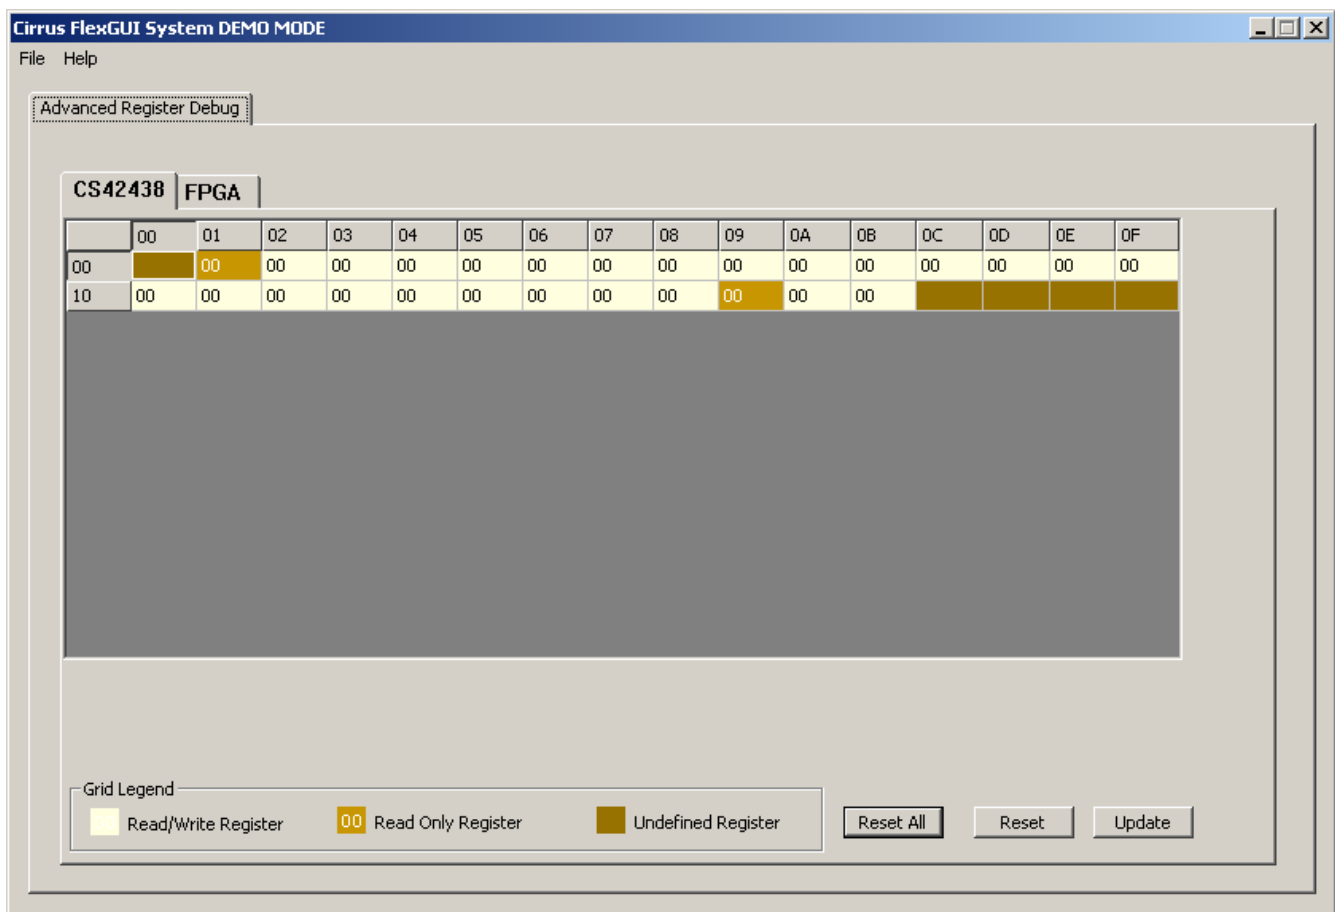 Cirrus FlexGUI System DEMO MODE
File Help
Advanced Register Debug
CS42438 FPGA
00 01 02 03 04 05 06 07 08 09 0A 0B 0C 0D 0E 0F
00 00 00 00 00 00 00 00 00 00 00 00 00 00 00 00
10 00 00 00 00 00 00 00 00 00 00 00 00
Grid Legend
Read/Write Register 00 Read Only Register Undefined Register Reset All Reset Update